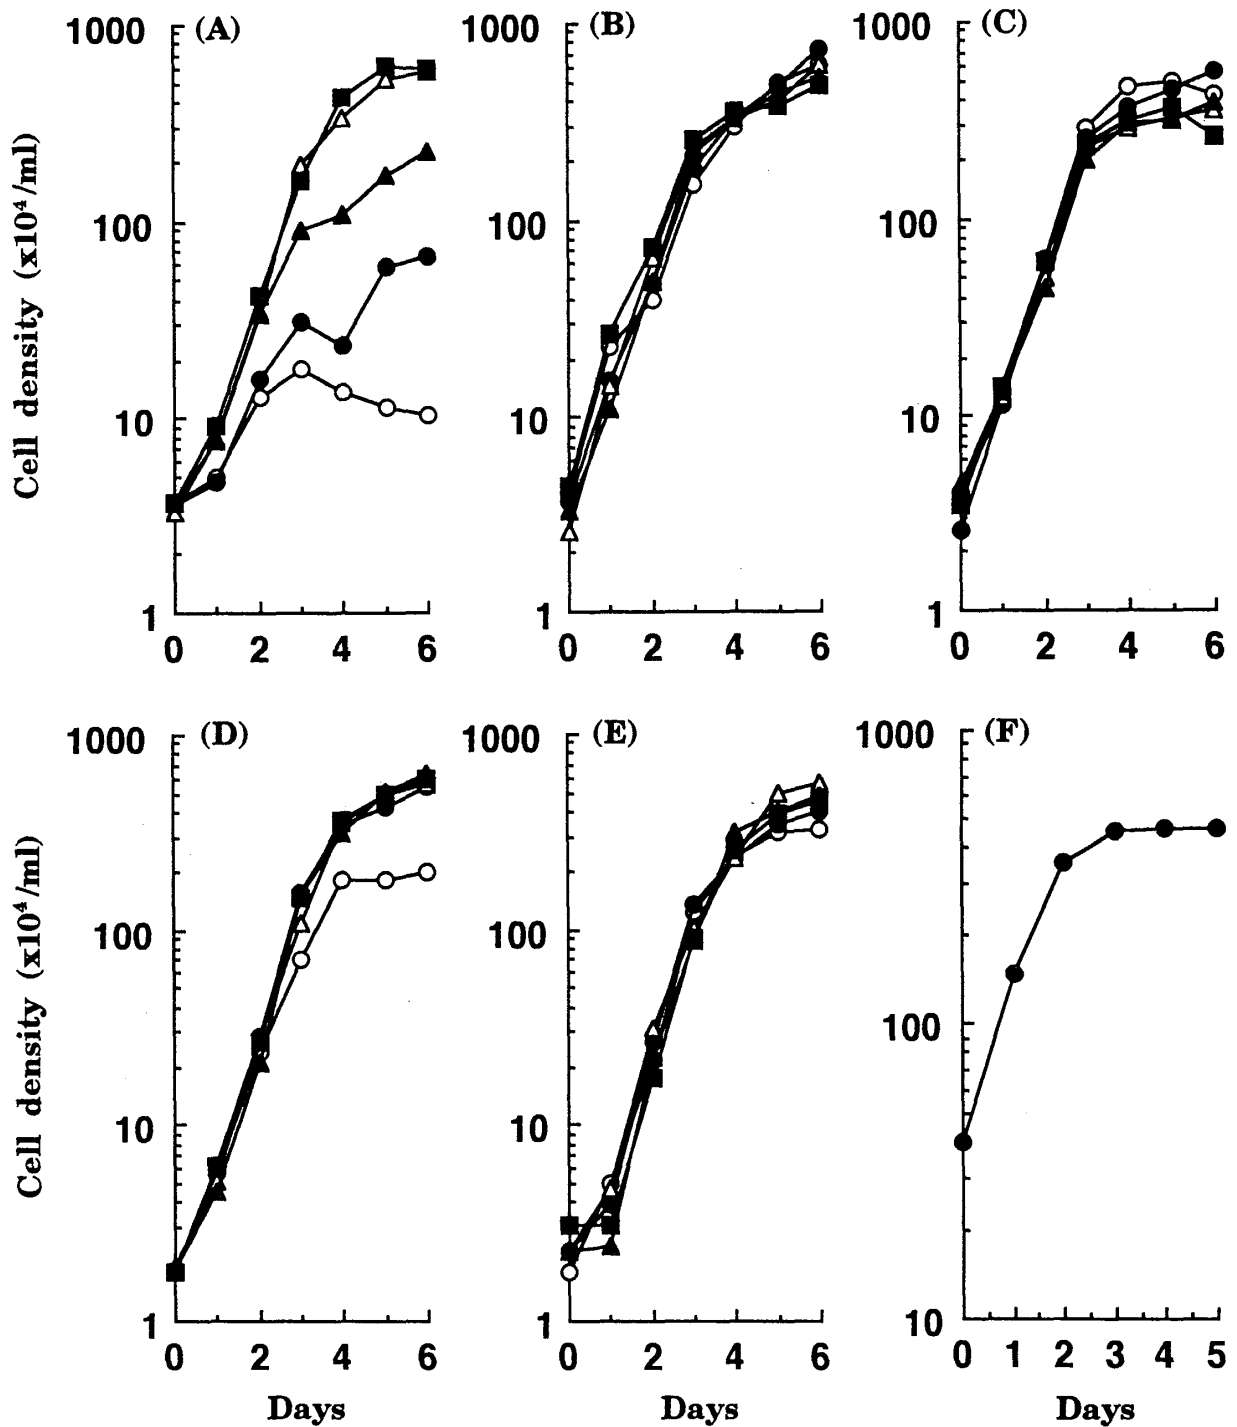 (A) (B) (C)
1000 1000 1000
100 100 100
10 10 10
1 1 1
0 2 4 6 0 2 4 6 0 2 4 6
Cell density (x10⁴/ml)
(D) (E) (F)
1000 1000 1000
100 100 100
10 10 10
1 1
0 2 4 6 0 2 4 6 0 1 2 3 4 5
Cell density (x10⁴/ml)
Days Days Days